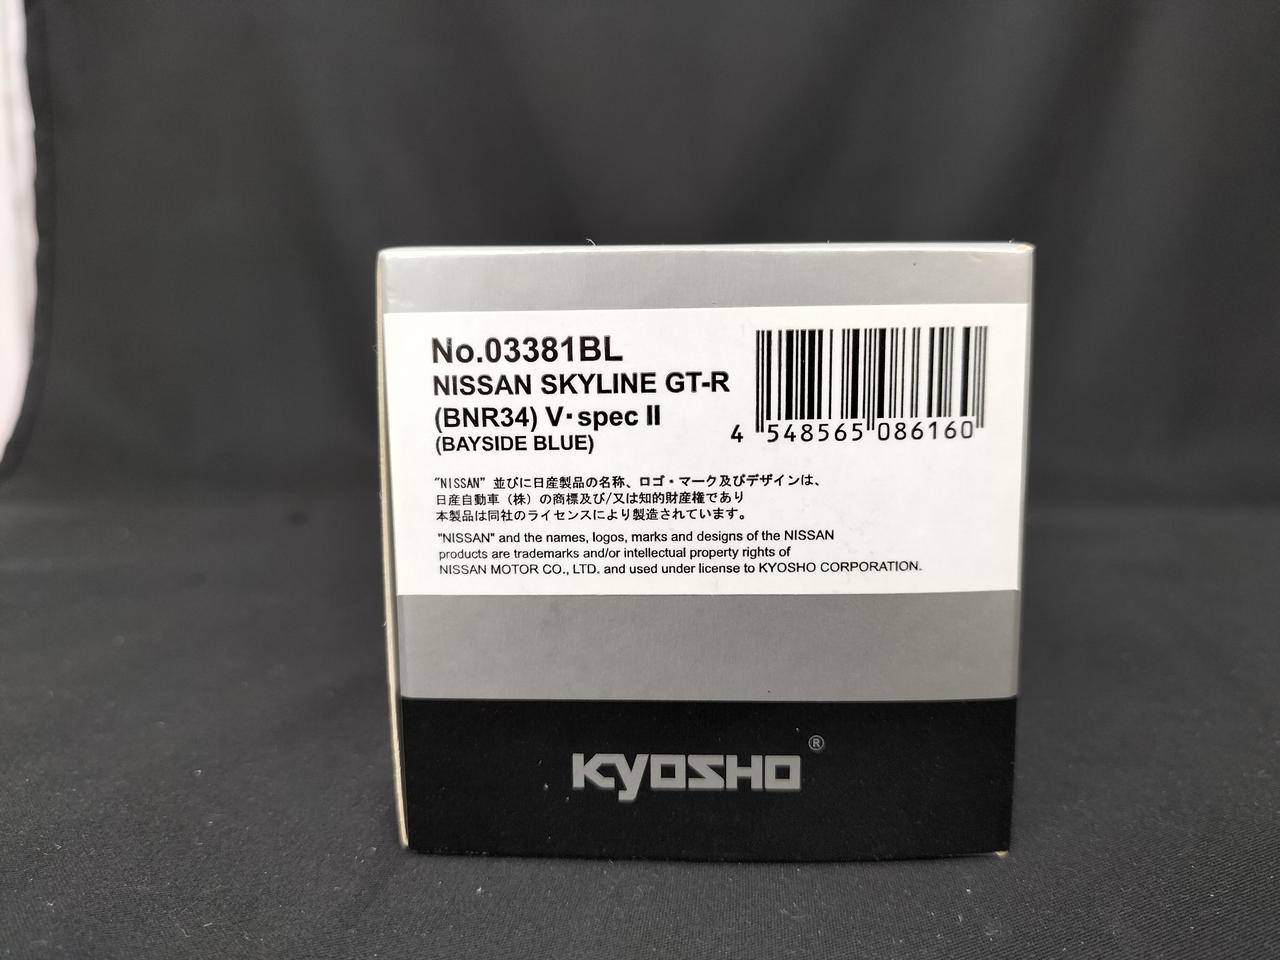 No.03381BL
NISSAN SKYLINE GT-R
(BNR34) V･spec II
(BAYSIDE BLUE)
4 548565 086160
"NISSAN" 並びに日産製品の名称、ロゴ・マーク及びデザインは、
日産自動車（株）の商標及び/又は知的財産権であり
本製品は同社のライセンスにより製造されています。
"NISSAN" and the names, logos, marks and designs of the NISSAN
products are trademarks and/or intellectual property rights of
NISSAN MOTOR CO., LTD. and used under license to KYOSHO CORPORATION.
KYOSHO®